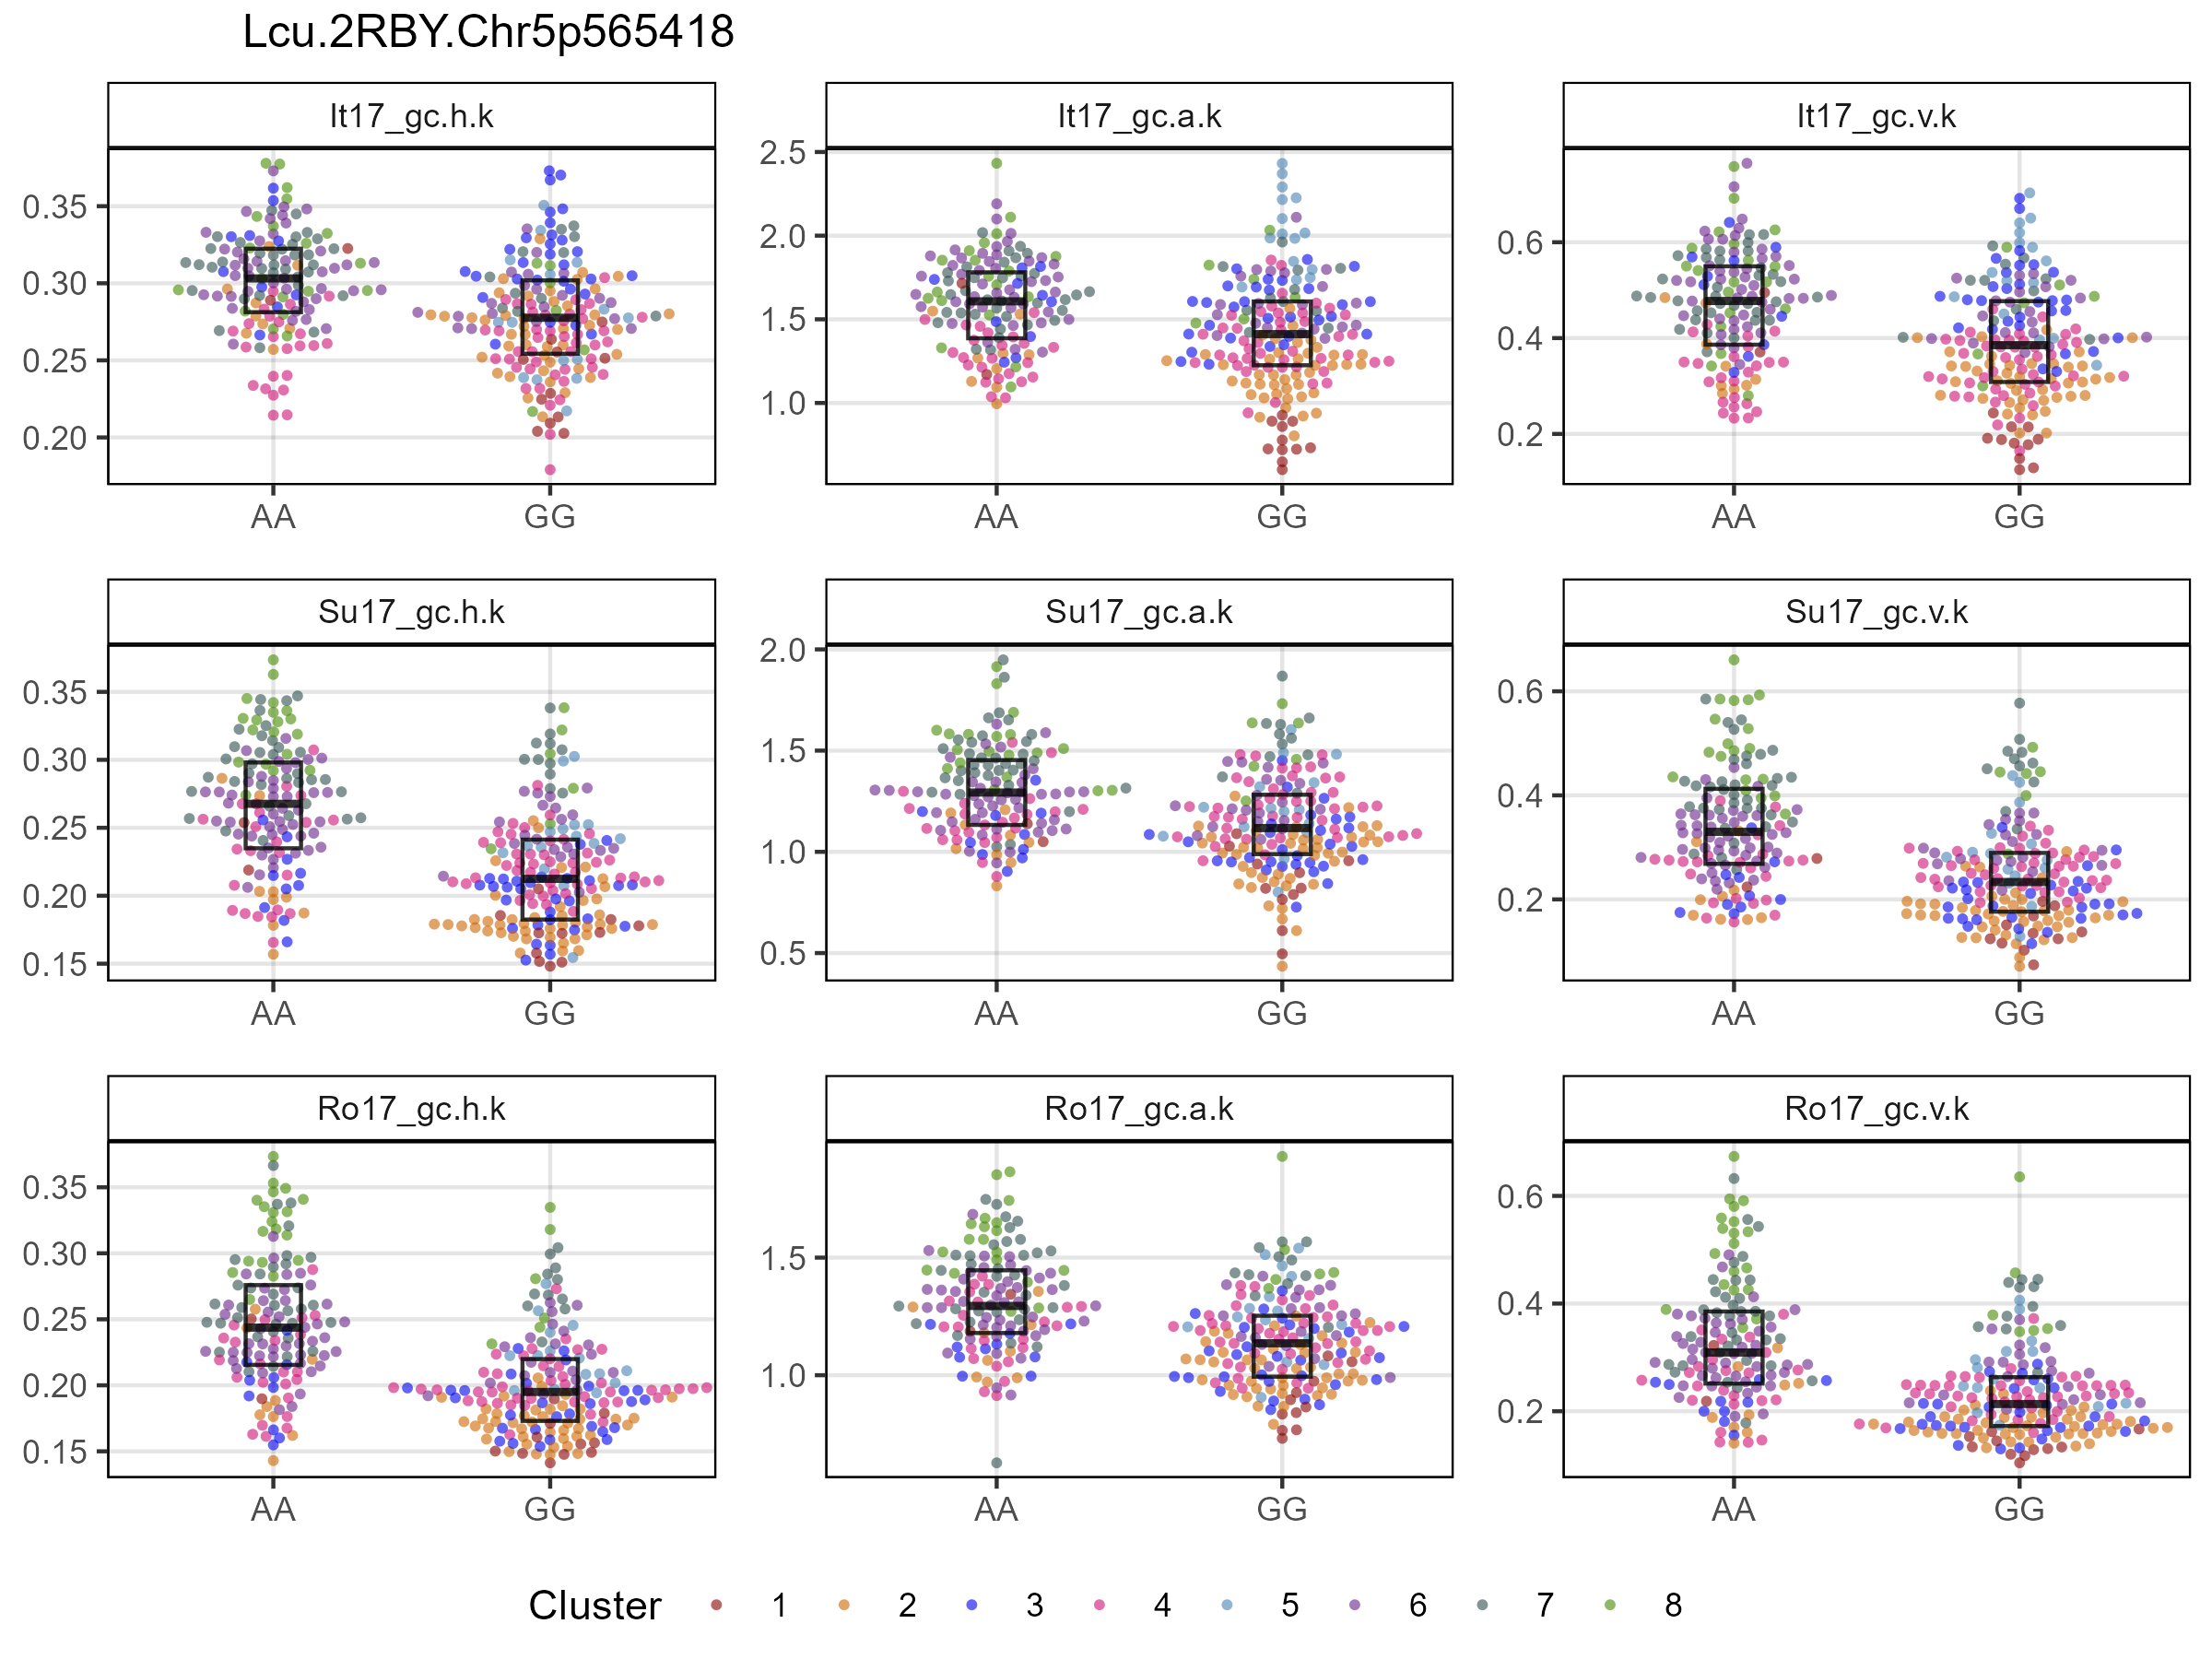 Lcu.2RBY.Chr5p565418
It17_gc.h.k
It17_gc.a.k
It17_gc.v.k
0.35
0.30
0.25
0.20
2.5
2.0
1.5
1.0
0.6
0.4
0.2
AA
GG
AA
GG
AA
GG
Su17_gc.h.k
Su17_gc.a.k
Su17_gc.v.k
0.35
0.30
0.25
0.20
0.15
2.0
1.5
1.0
0.5
0.6
0.4
0.2
AA
GG
AA
GG
AA
GG
Ro17_gc.h.k
Ro17_gc.a.k
Ro17_gc.v.k
0.35
0.30
0.25
0.20
0.15
1.5
1.0
0.6
0.4
0.2
AA
GG
AA
GG
AA
GG
Cluster 1 2 3 4 5 6 7 8